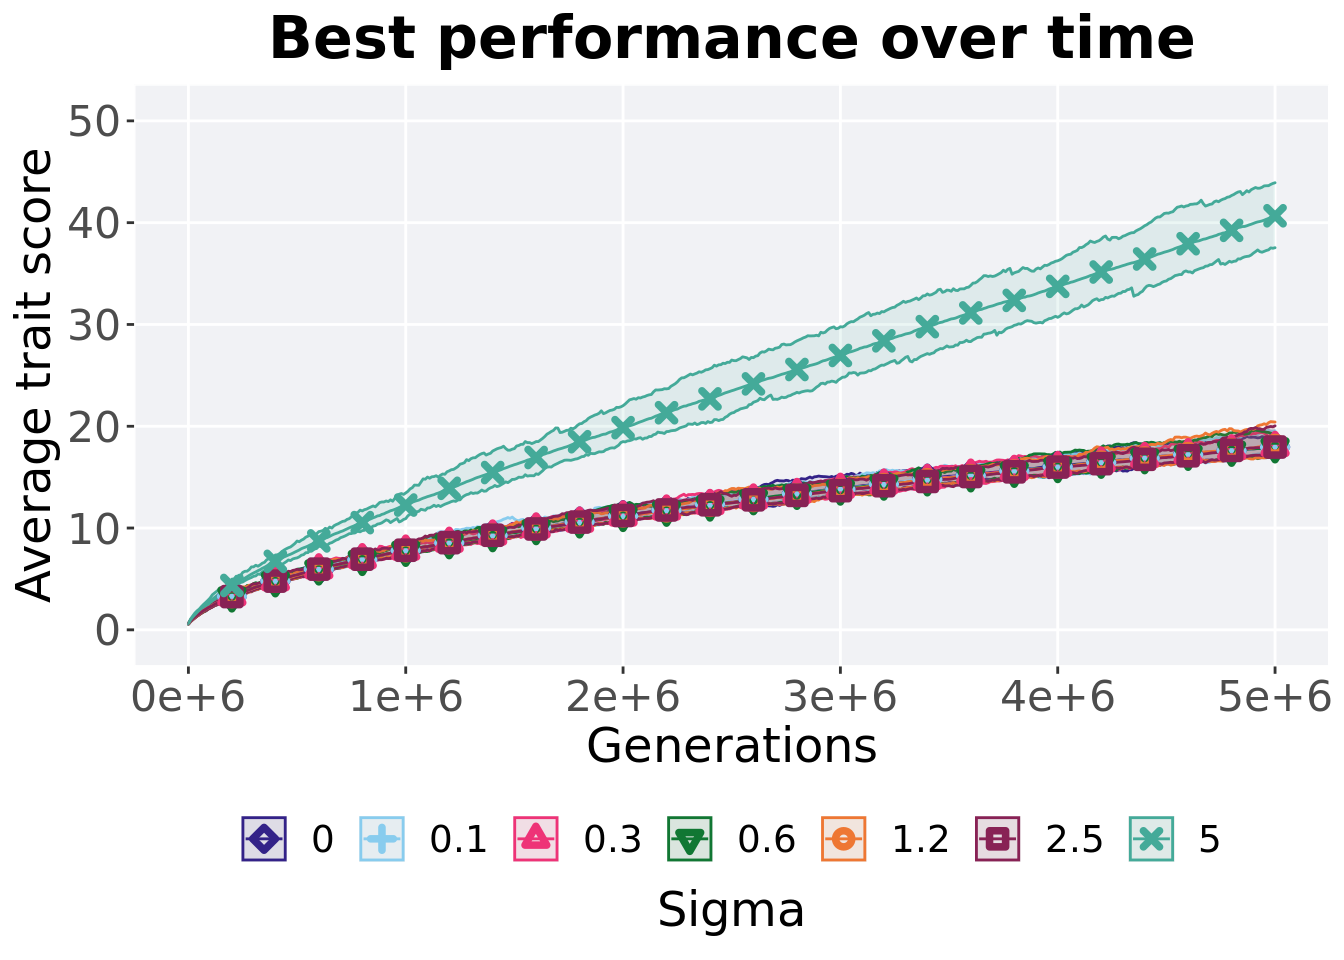 Best performance over time
Average trait score
50
40
30
20
10
0
0e+6 1e+6 2e+6 3e+6 4e+6 5e+6
Generations
0 0.1 0.3 0.6 1.2 2.5 5
Sigma